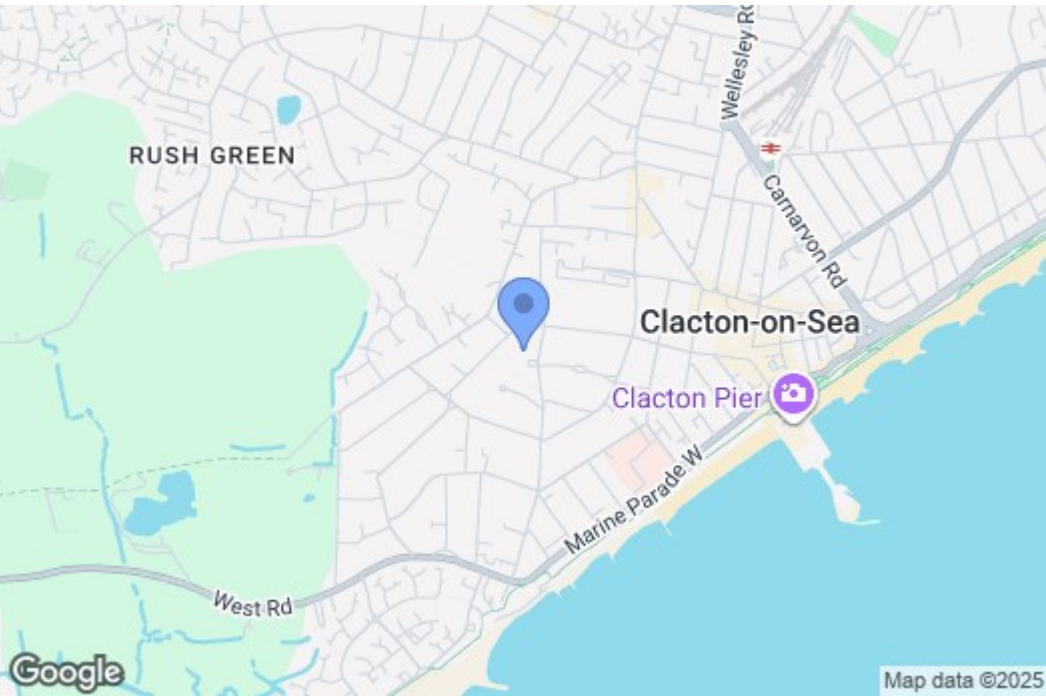 Wellesley Rd
RUSH GREEN
Carnarvon Rd
Clacton-on-Sea
Clacton Pier
Marine Parade W
West Rd
Google
Map data ©2025